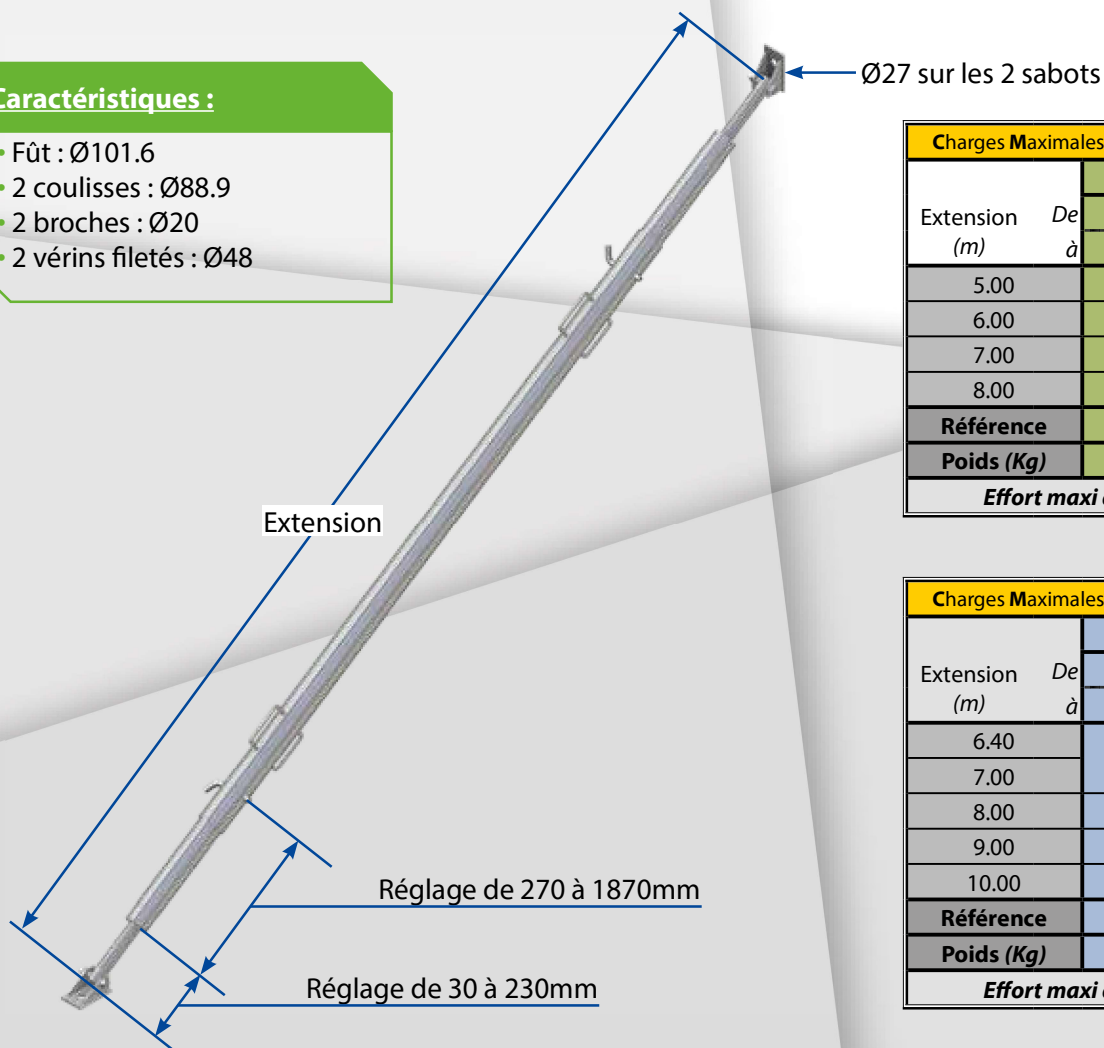 Caractéristiques :
• Fût : Ø101.6
• 2 coulisses : Ø88.9
• 2 broches : Ø20
• 2 vérins filetés : Ø48
Ø27 sur les 2 sabots
Extension
Réglage de 270 à 1870mm
Réglage de 30 à 230mm
Charges Maximales
Extension De
(m) à
5.00
6.00
7.00
8.00
Référence
Poids (Kg)
Effort maxi
Charges Maximales
Extension De
(m) à
6.40
7.00
8.00
9.00
10.00
Référence
Poids (Kg)
Effort maxi